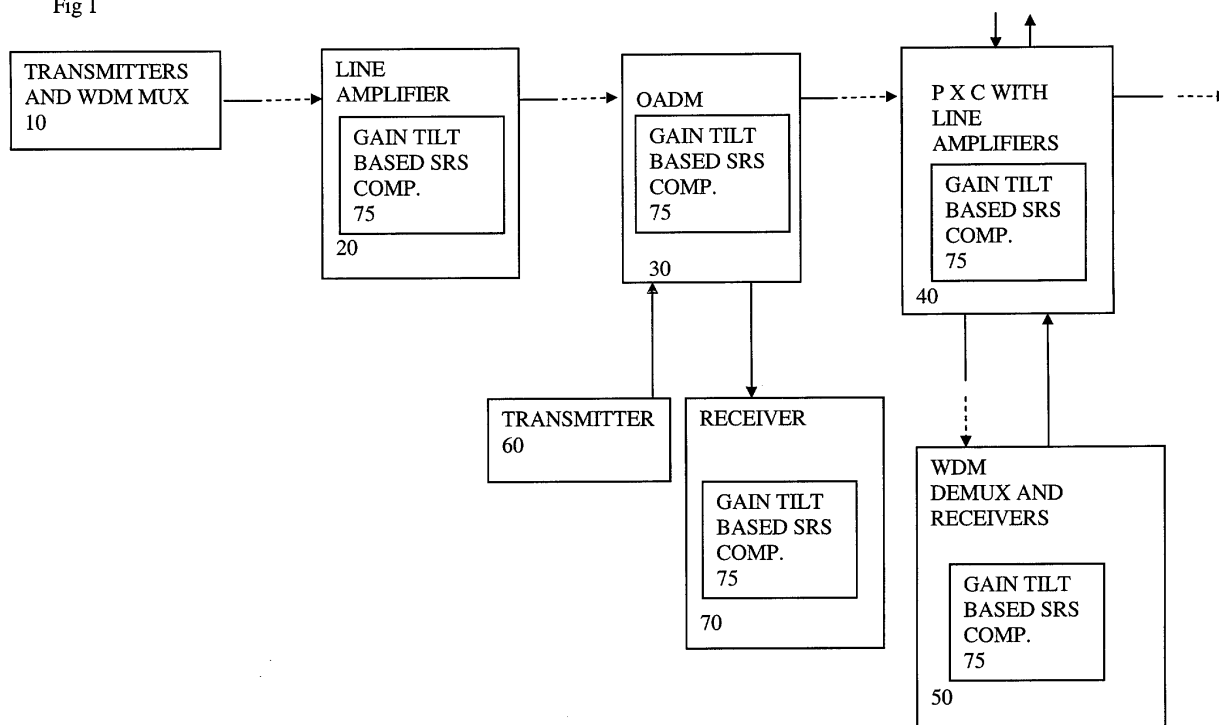 Fig 1
TRANSMITTERS
AND WDM MUX
10
LINE
AMPLIFIER
GAIN TILT
BASED SRS
COMP.
75
20
OADM
GAIN TILT
BASED SRS
COMP.
75
30
P X C WITH
LINE
AMPLIFIERS
GAIN TILT
BASED SRS
COMP.
75
40
TRANSMITTER
60
RECEIVER
GAIN TILT
BASED SRS
COMP.
75
70
WDM
DEMUX AND
RECEIVERS
GAIN TILT
BASED SRS
COMP.
75
50